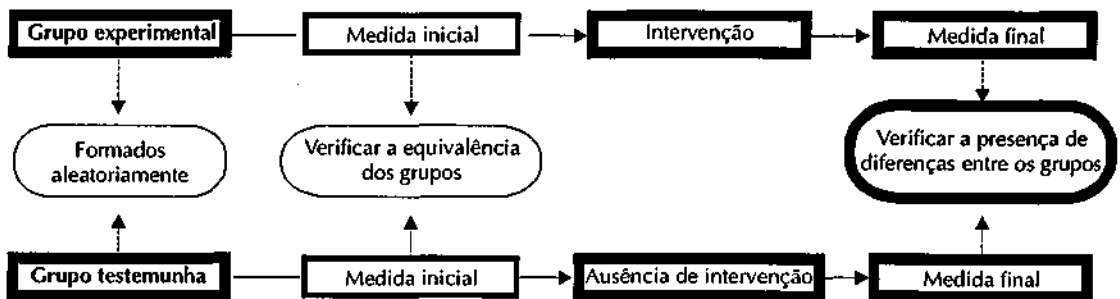 Grupo experimental
Medida inicial
Intervenção
Medida final
Formados
aleatoriamente
Verificar a equivalência
dos grupos
Verificar a presença de
diferenças entre os grupos
Grupo testemunha
Medida inicial
Ausência de intervenção
Medida final